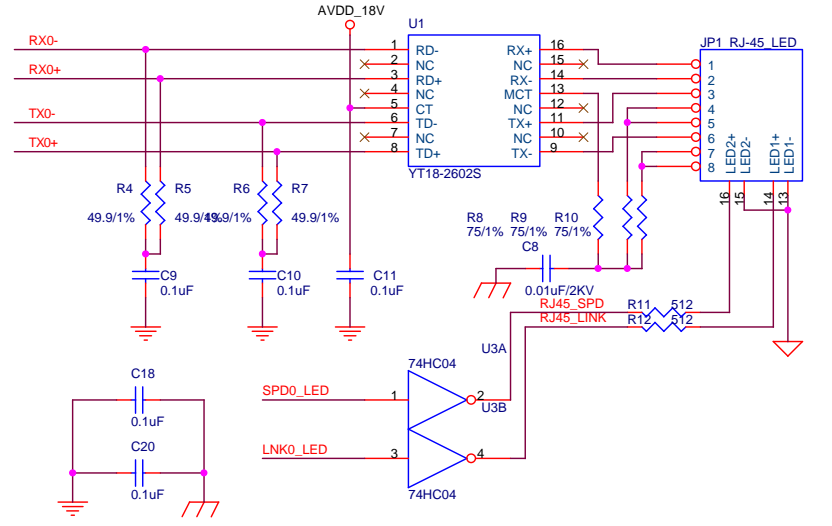 AVDD_18V
U1
JP1 RJ-45_LED
RX0-
RX0+
TX0-
TX0+
1 RD- RX+ 16
2 NC NC 15
3 RD+ RX- 14
4 NC MCT 13
5 CT NC 12
6 TD- TX+ 11
7 NC NC 10
8 TD+ TX- 9
YT18-2602S
1
2
3
4
5
6
7
8
LED2+
LED2-
LED1+
LED1-
16
15
14
13
R4 R5 R6 R7
49.9/1% 49.9/1% 49.9/1% 49.9/1%
R8 R9 R10
75/1% 75/1% 75/1%
C8
0.01uF/2KV
C9
0.1uF
C10
0.1uF
C11
0.1uF
RJ45_SPD
R11 512
RJ45_LINK
R12 512
U3A
74HC04
SPD0_LED
1 2
U3B
LNK0_LED
3 4
74HC04
C18
0.1uF
C20
0.1uF